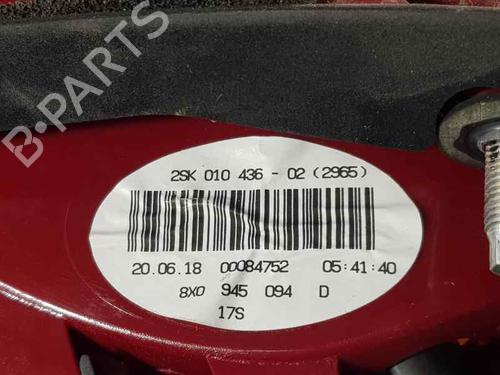 B-PARTS
2SK 010 436 - 02 (2965)
20.06.18 00084752 05:41:40
8X0 945 094 D
17S